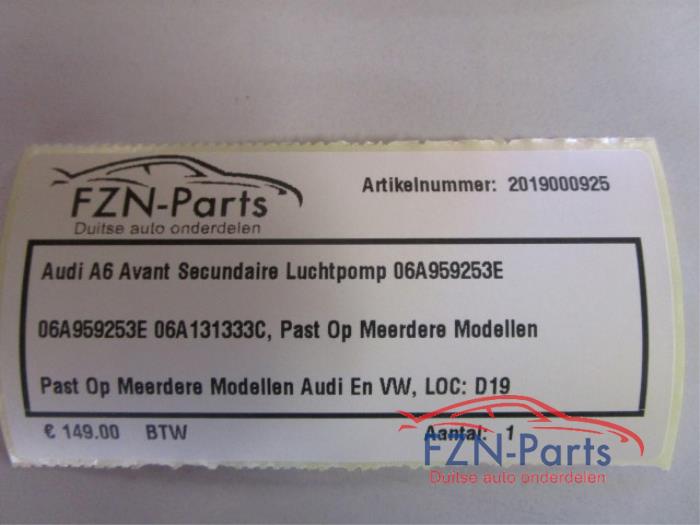 FZN-Parts
Duitse auto onderdelen
Artikelnummer: 2019000925
Audi A6 Avant Secundaire Luchtpomp 06A959253E
06A959253E 06A131333C, Past Op Meerdere Modellen
Past Op Meerdere Modellen Audi En VW, LOC: D19
€ 149.00 BTW
Aantal: 1
FZN-Parts
Duitse auto onderdelen